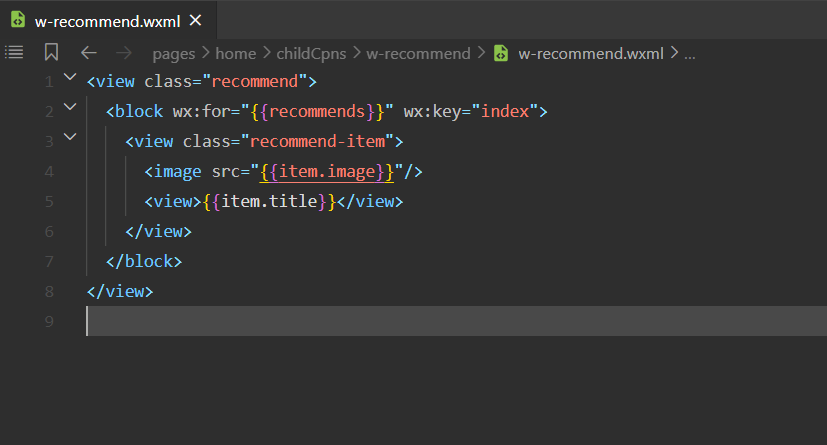 w-recommend.wxml
pages > home > childCpns > w-recommend > w-recommend.wxml > ...
1 <view class="recommend">
2 <block wx:for="{{recommends}}" wx:key="index">
3 <view class="recommend-item">
4 <image src="{{item.image}}"/>
5 <view>{{item.title}}</view>
6 </view>
7 </block>
8 </view>
9